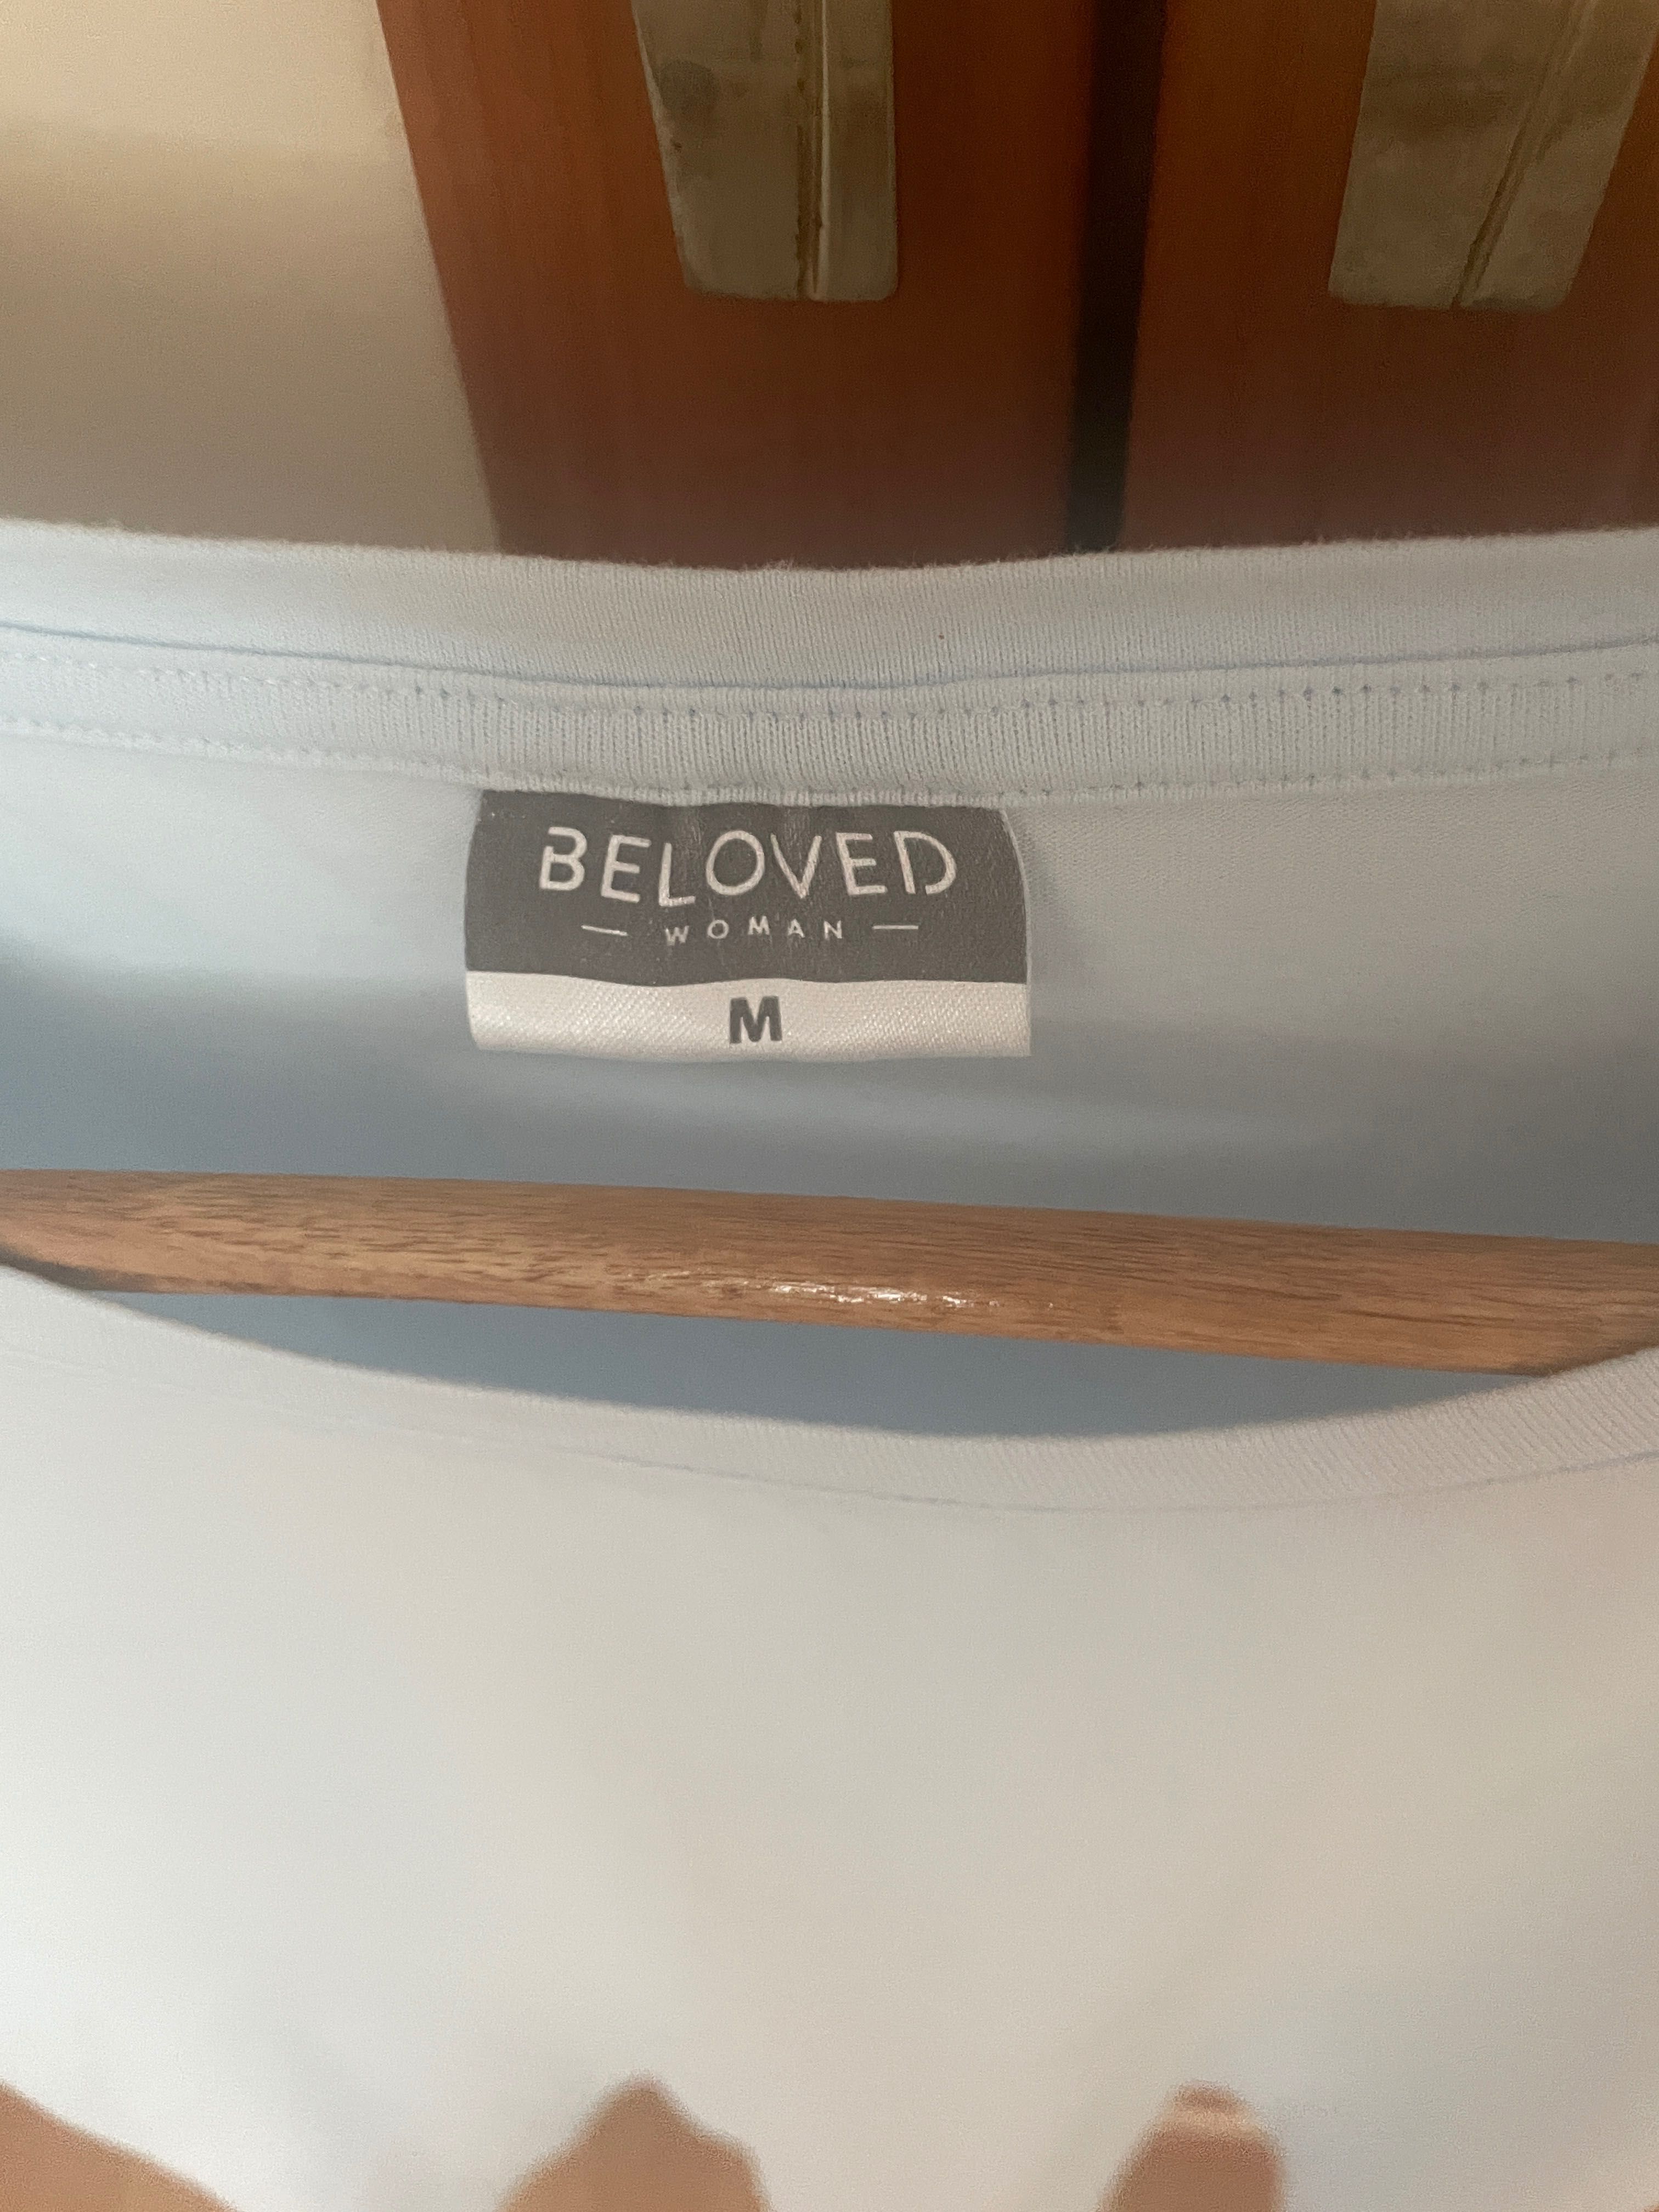 BELOVED
— WOMAN —
M